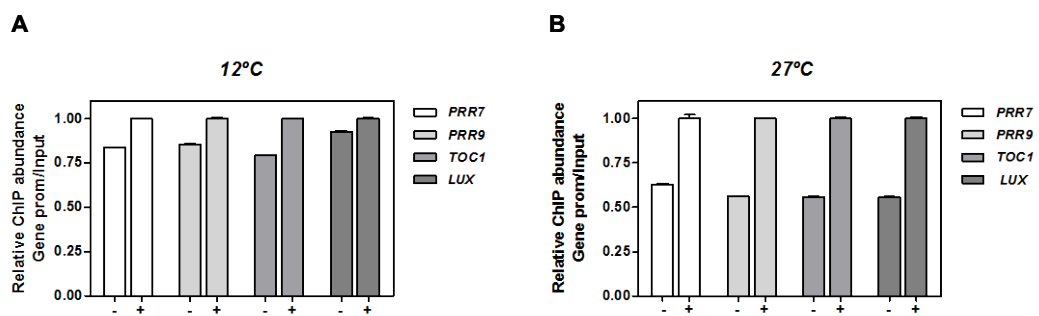 A
12ºC
Relative ChIP abundance
Gene prom/Input
1.00
0.75
0.50
0.25
0.00
- + - + - + - +
PRR7
PRR9
TOC1
LUX
B
27ºC
Relative ChIP abundance
Gene prom/Input
1.00
0.75
0.50
0.25
0.00
- + - + - + - +
PRR7
PRR9
TOC1
LUX